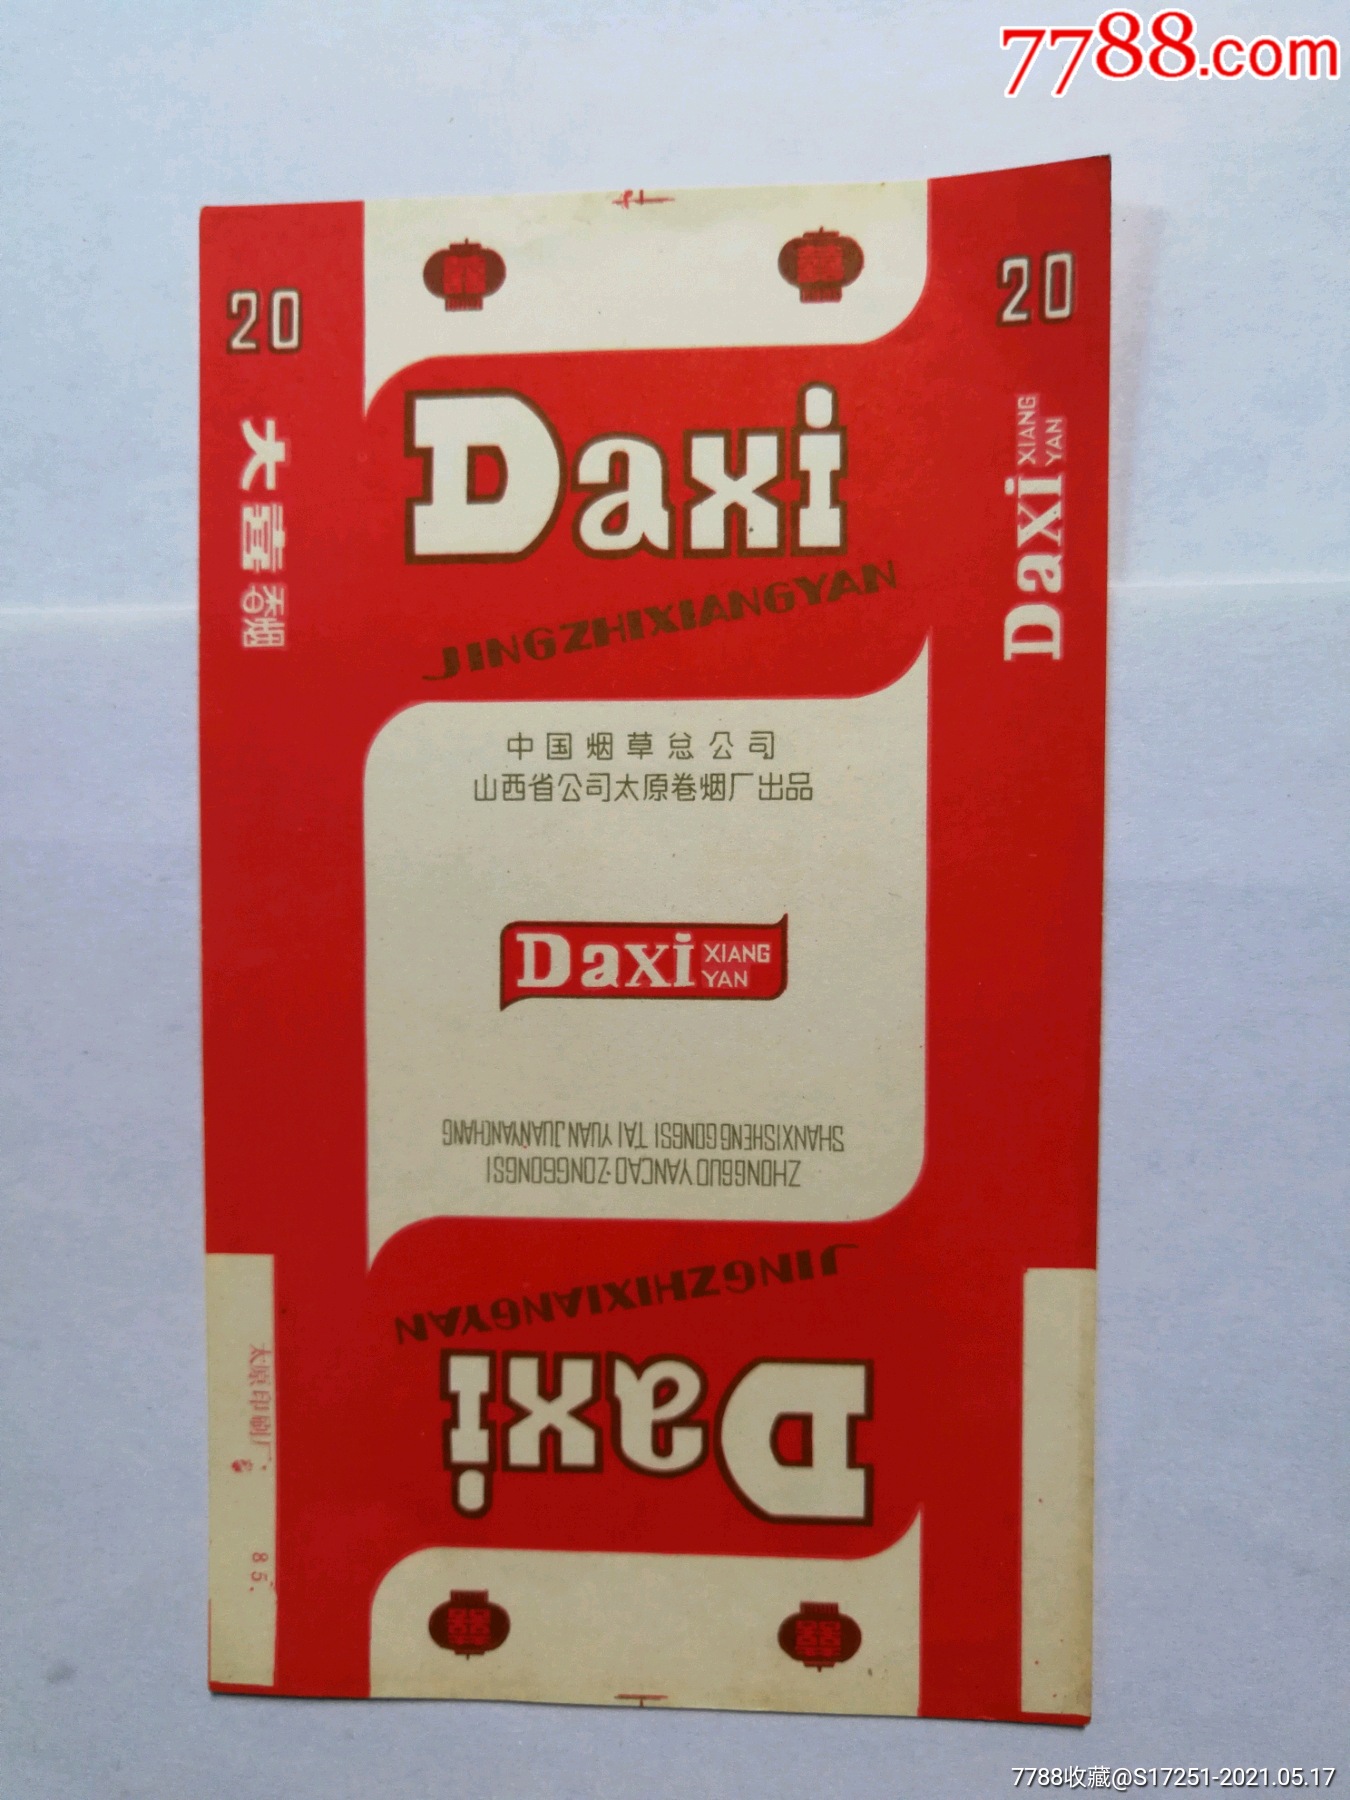 7788.com
20
20
大喜香烟
Daxi
XIANG
YAN
Daxi
JINGZHIXIANGYAN
中国烟草总公司
山西省公司太原卷烟厂出品
Daxi XIANG
YAN
ZHONGGUO YANCAO·ZONGGONGSI
SHANXISHENG GONGSI TAI YUAN JUANYANCHANG
JINGZHIXIANGYAN
Daxi
太原印刷厂
85.
7788收藏@S17251-2021.05.17